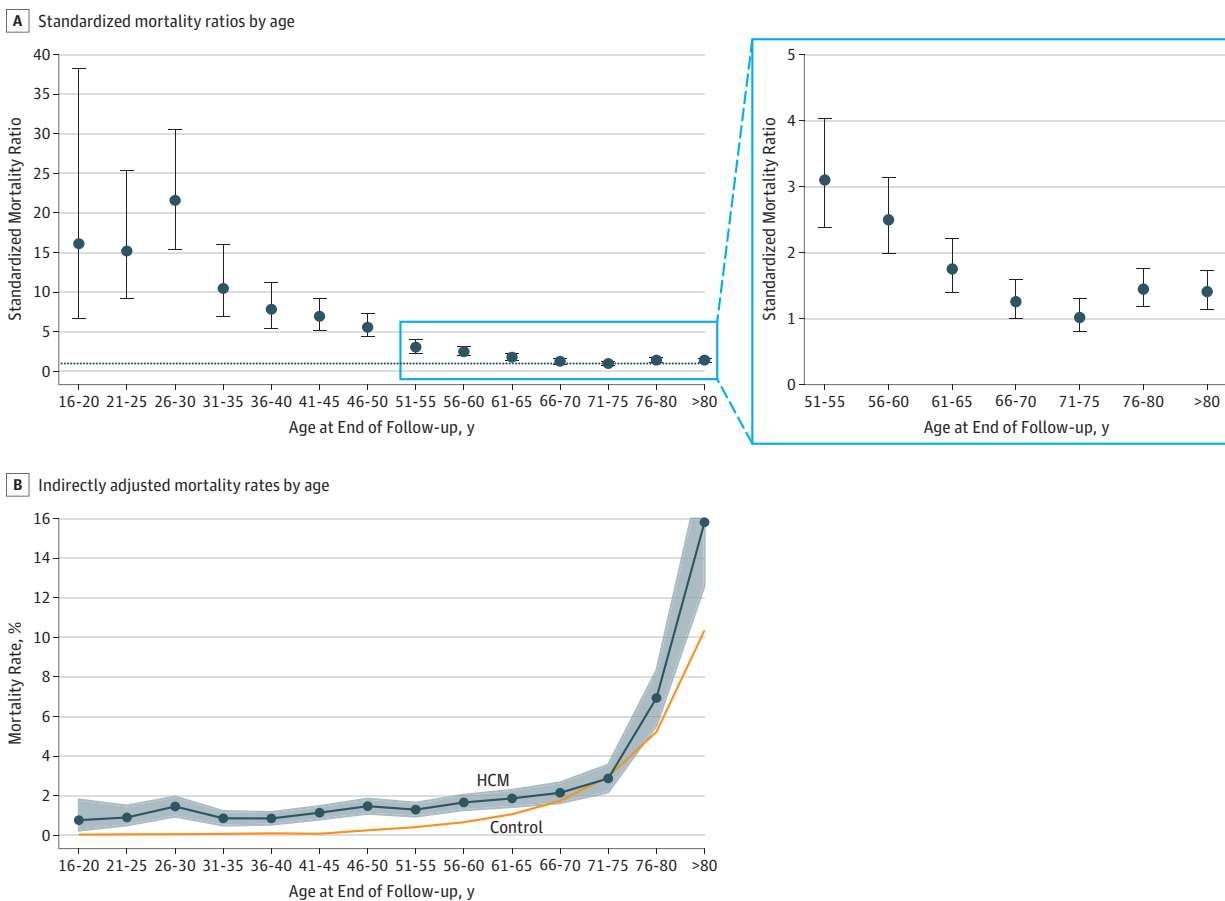 A Standardized mortality ratios by age
Standardized Mortality Ratio
40
35
30
25
20
15
10
5
0
16-20 21-25 26-30 31-35 36-40 41-45 46-50 51-55 56-60 61-65 66-70 71-75 76-80 >80
Age at End of Follow-up, y
Standardized Mortality Ratio
5
4
3
2
1
0
51-55 56-60 61-65 66-70 71-75 76-80 >80
Age at End of Follow-up, y
B Indirectly adjusted mortality rates by age
Mortality Rate, %
16
14
12
10
8
6
4
2
0
HCM
Control
16-20 21-25 26-30 31-35 36-40 41-45 46-50 51-55 56-60 61-65 66-70 71-75 76-80 >80
Age at End of Follow-up, y